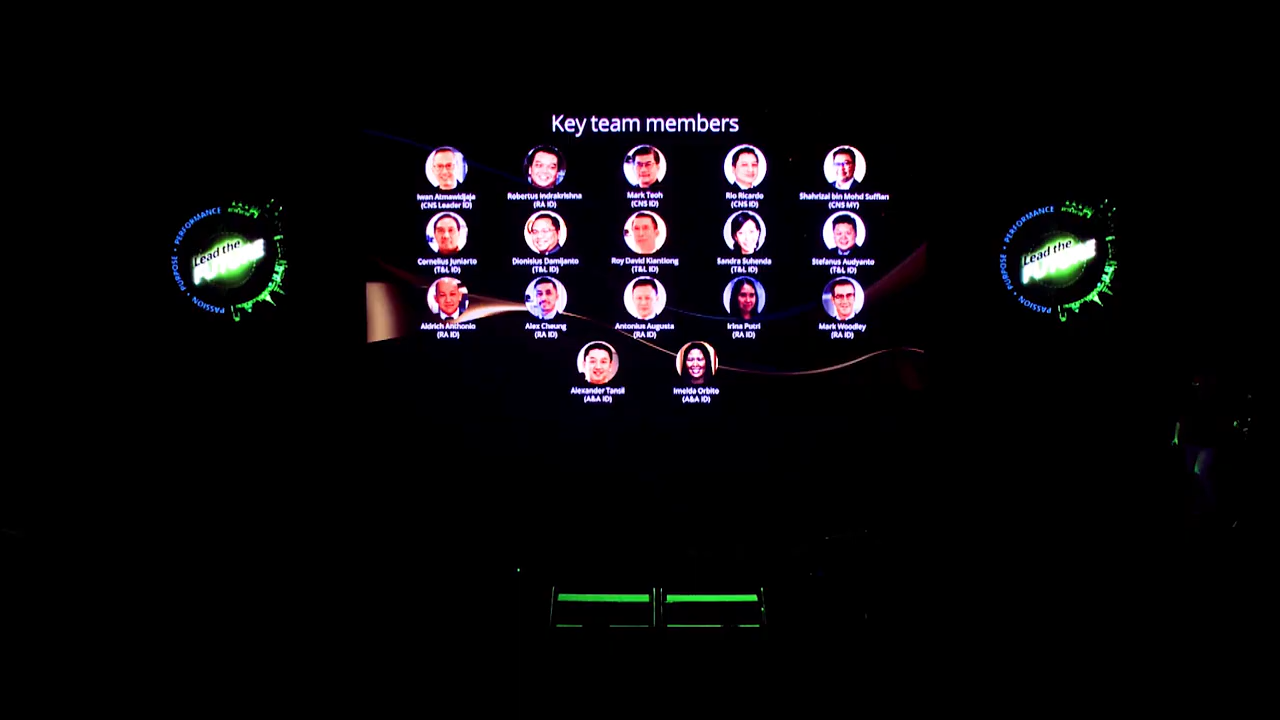 Key team members
Iwan Atmawidjaja
(CNS Leader ID)
Robertus Indrakrishna
(RA ID)
Mark Teoh
(CNS ID)
Rio Ricardo
(CNS ID)
Shahrizal bin Mohd Suffian
(CNS MY)
Cornelius Juniarto
(T&L ID)
Dionisius Damijanto
(T&L ID)
Roy David Kiantiong
(T&L ID)
Sandra Suhenda
(T&L ID)
Stefanus Audyanto
(T&L ID)
Aldrich Anthonio
(RA ID)
Alex Cheung
(RA ID)
Antonius Augusta
(RA ID)
Irina Putri
(RA ID)
Mark Woodley
(RA ID)
Alexander Tansil
(A&A ID)
Imelda Orbito
(A&A ID)
PASSION • PURPOSE • PERFORMANCE
Lead the
PASSION • PURPOSE • PERFORMANCE
Lead the